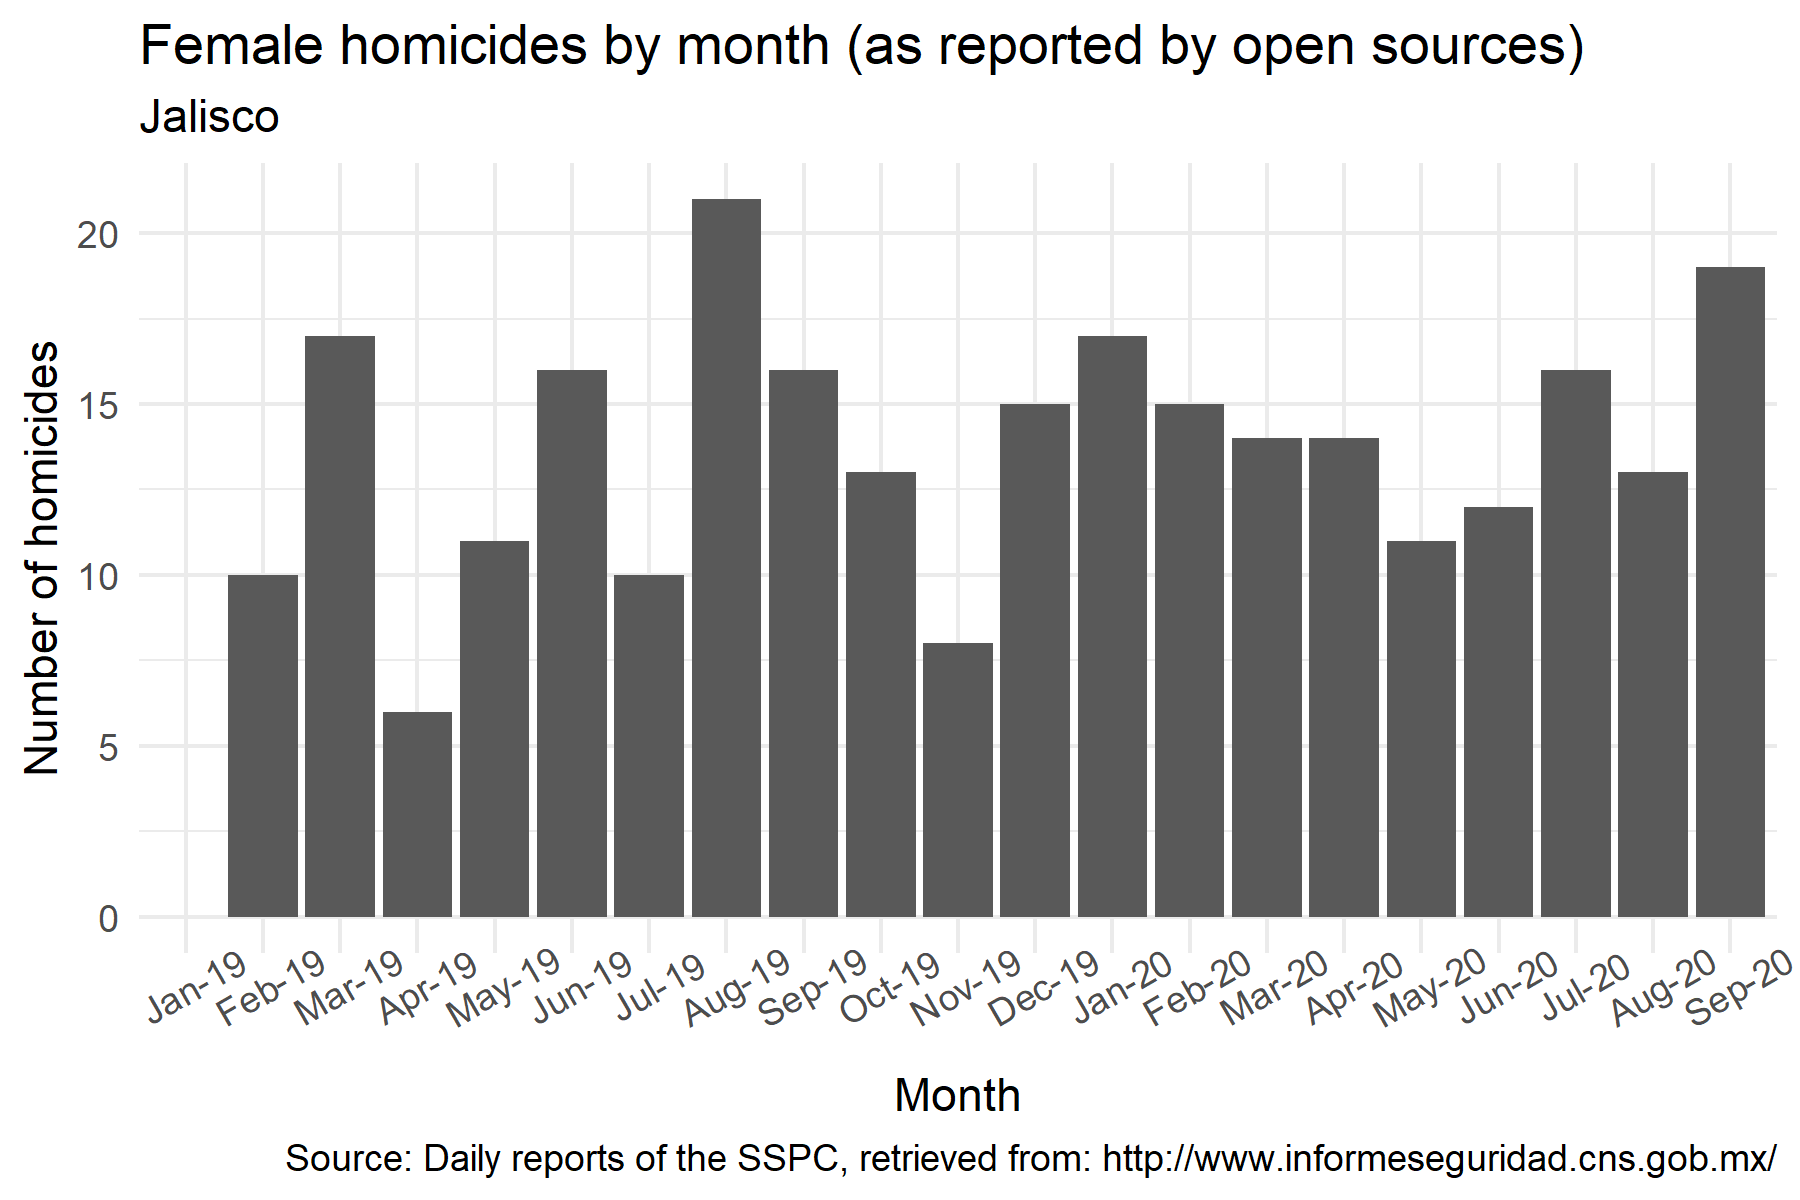 Female homicides by month (as reported by open sources)
Jalisco
Number of homicides
20
15
10
5
0
Jan-19
Feb-19
Mar-19
Apr-19
May-19
Jun-19
Jul-19
Aug-19
Sep-19
Oct-19
Nov-19
Dec-19
Jan-20
Feb-20
Mar-20
Apr-20
May-20
Jun-20
Jul-20
Aug-20
Sep-20
Month
Source: Daily reports of the SSPC, retrieved from: http://www.informeseguridad.cns.gob.mx/